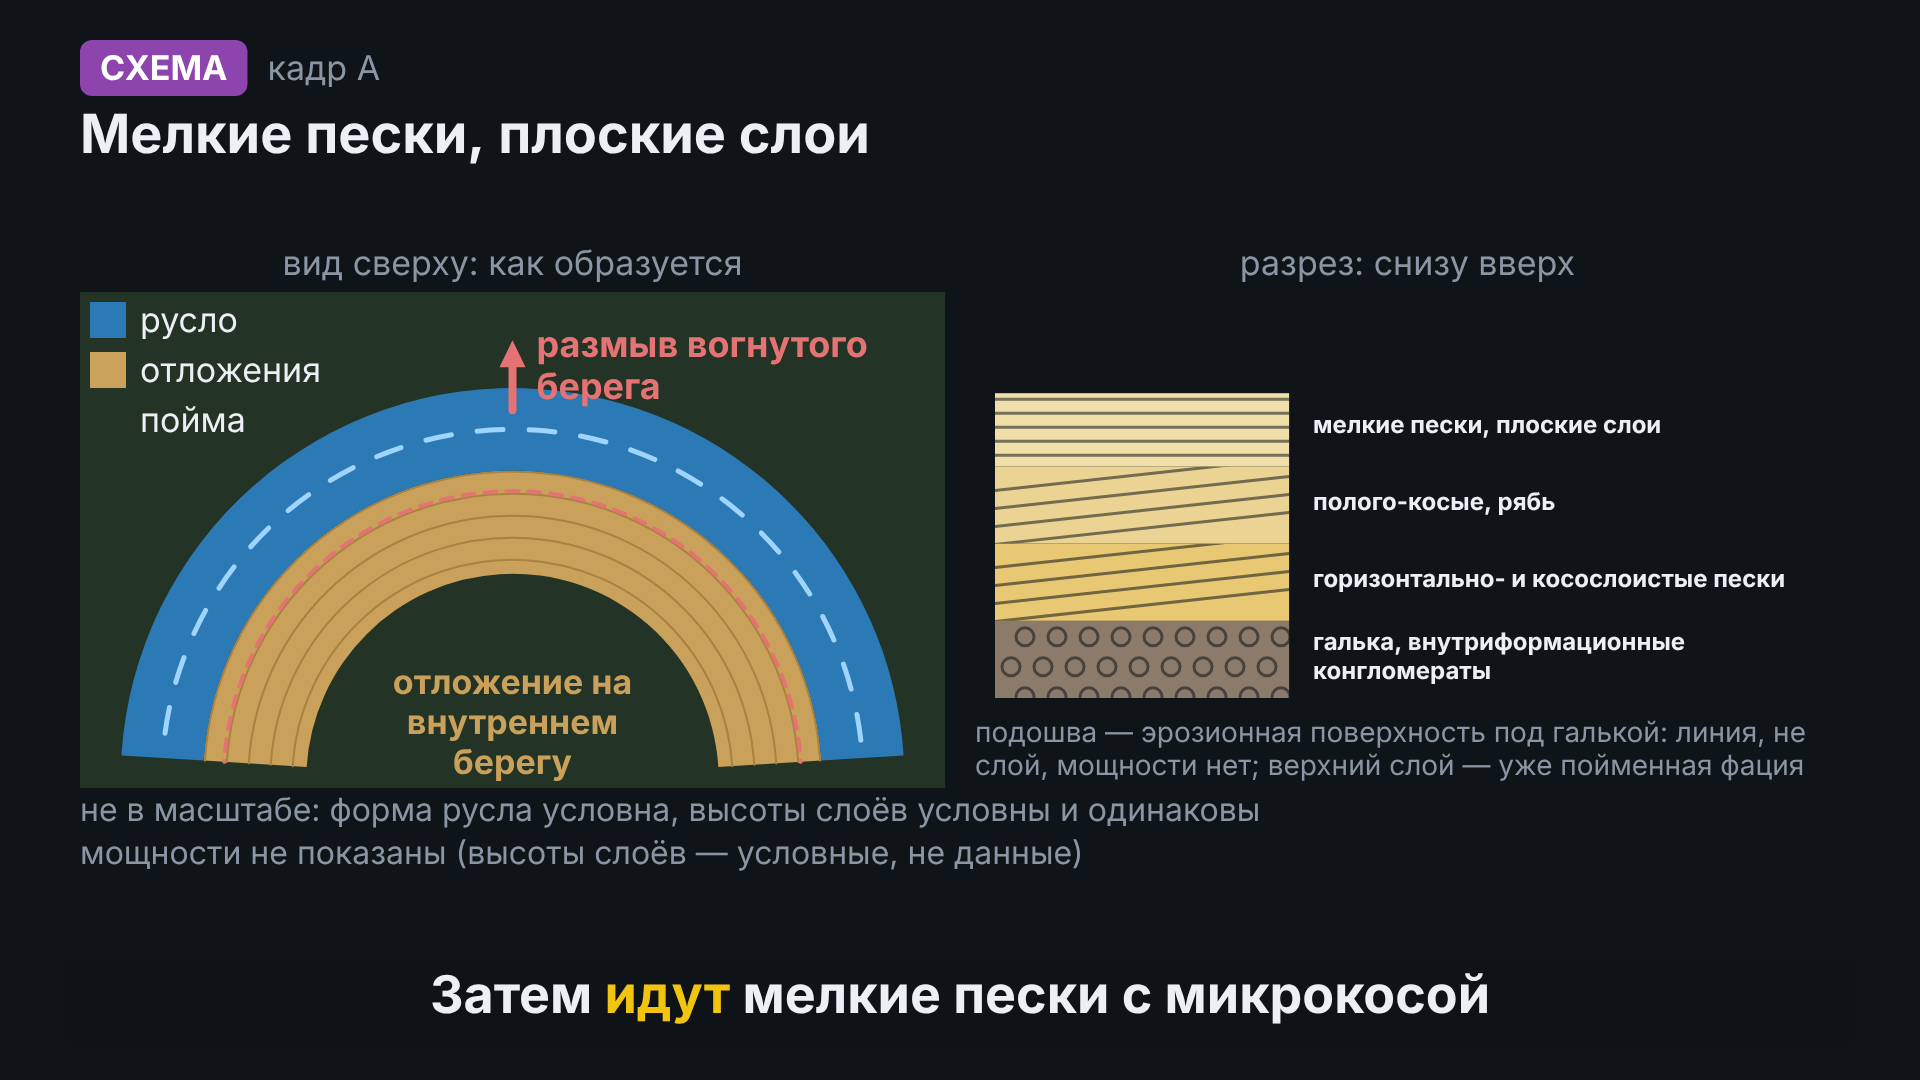 СХЕМА кадр А
Мелкие пески, плоские слои
вид сверху: как образуется
русло
отложения
пойма
размыв вогнутого
берега
отложение на
внутреннем
берегу
разрез: снизу вверх
мелкие пески, плоские слои
полого-косые, рябь
горизонтально- и косослоистые пески
галька, внутриформационные
конгломераты
подошва — эрозионная поверхность под галькой: линия, не
слой, мощности нет; верхний слой — уже пойменная фация
не в масштабе: форма русла условна, высоты слоёв условны и одинаковы
мощности не показаны (высоты слоёв — условные, не данные)
Затем идут мелкие пески с микрокосой